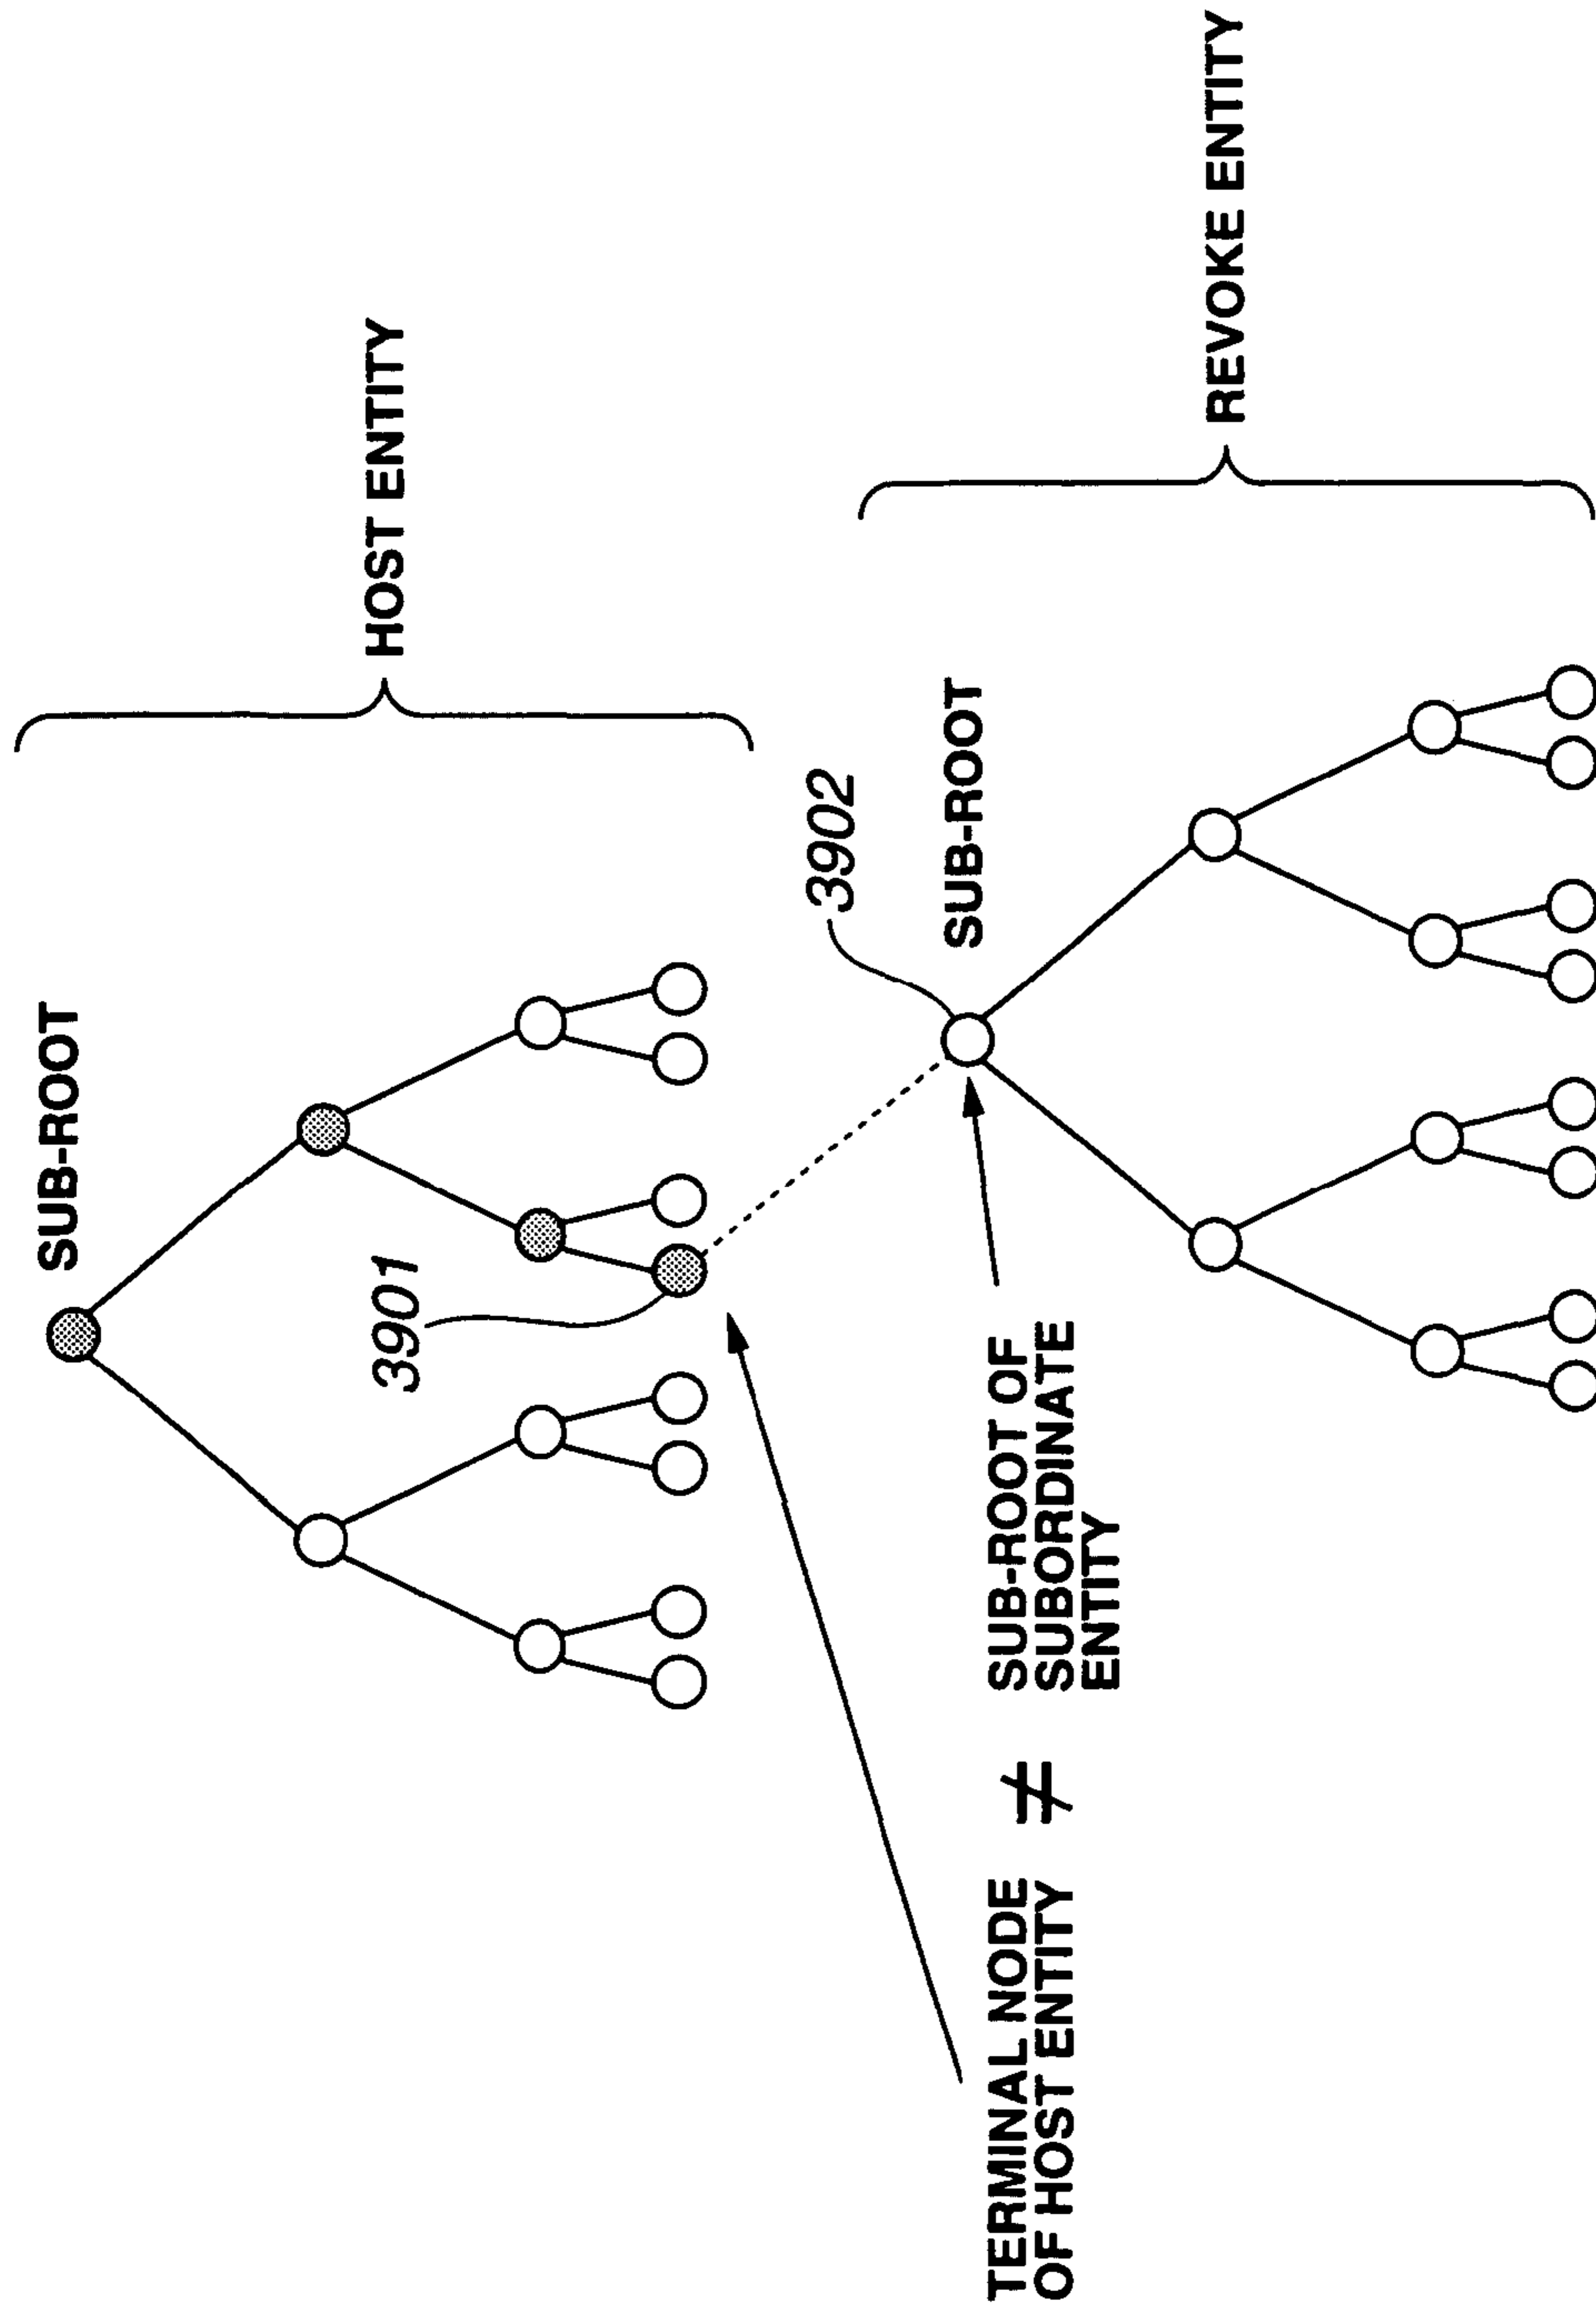 SUB-ROOT
HOST ENTITY
3901
3902
SUB-ROOT
TERMINAL NODE
OF HOST ENTITY
≠
SUB-ROOT OF
SUBORDINATE
ENTITY
REVOKE ENTITY